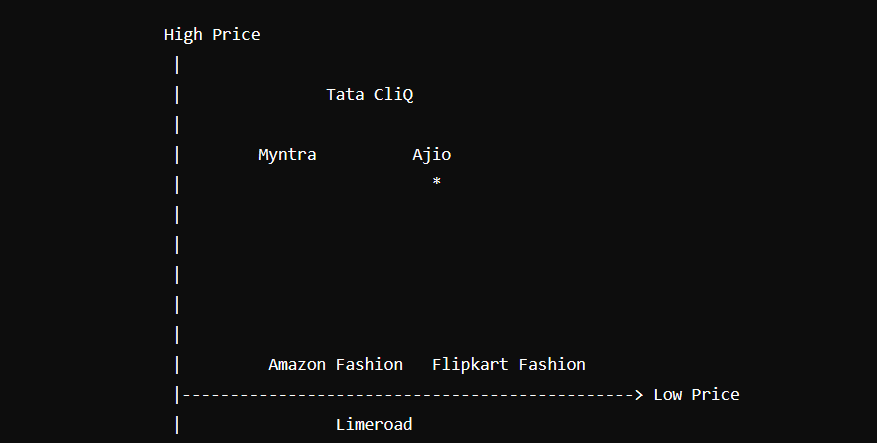 High Price
|
| Tata CliQ
|
| Myntra Ajio
| *
|
|
|
|
|
| Amazon Fashion Flipkart Fashion
|-----------------------------------------------> Low Price
| Limeroad